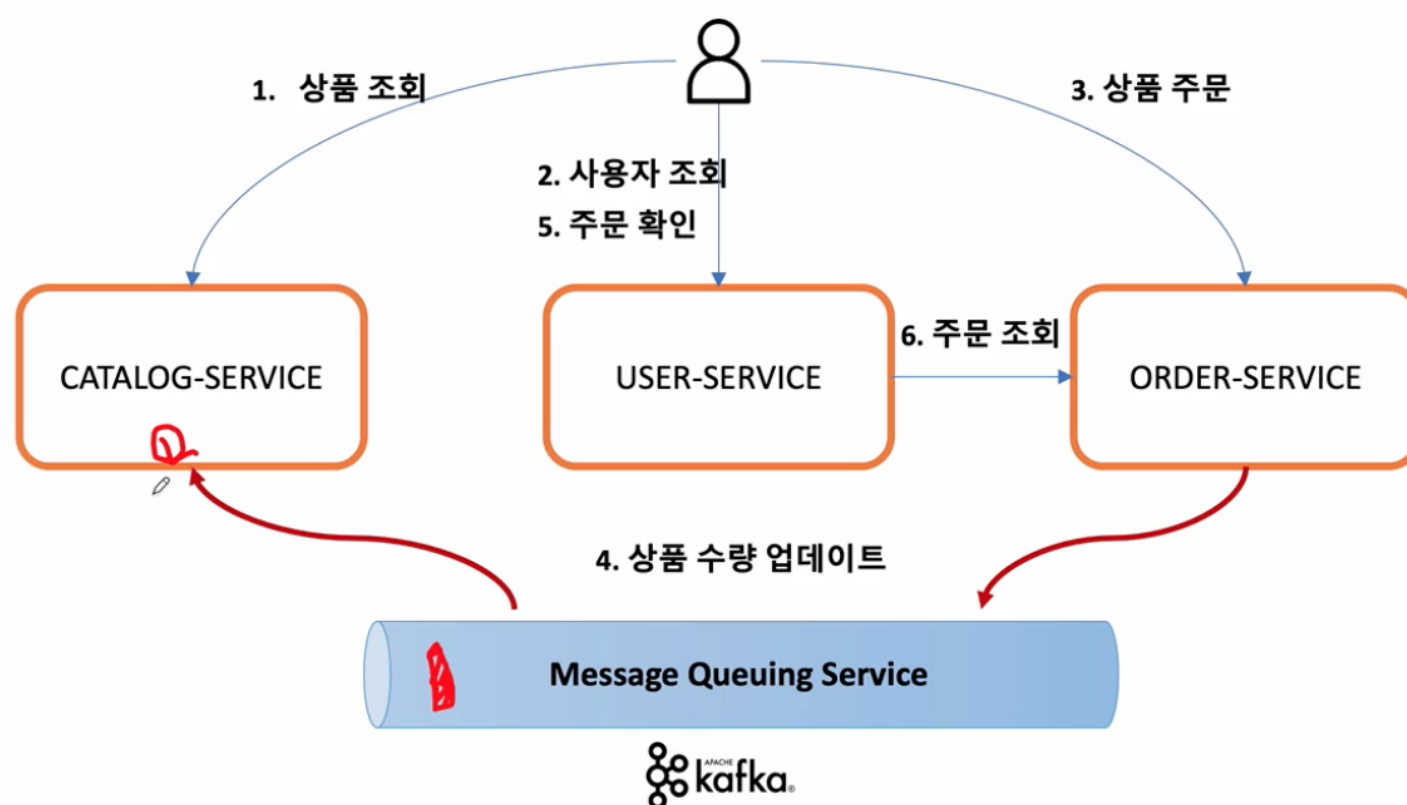 1. 상품 조회
3. 상품 주문
2. 사용자 조회
5. 주문 확인
CATALOG-SERVICE
USER-SERVICE
6. 주문 조회
ORDER-SERVICE
4. 상품 수량 업데이트
Message Queuing Service
APACHE
kafka®